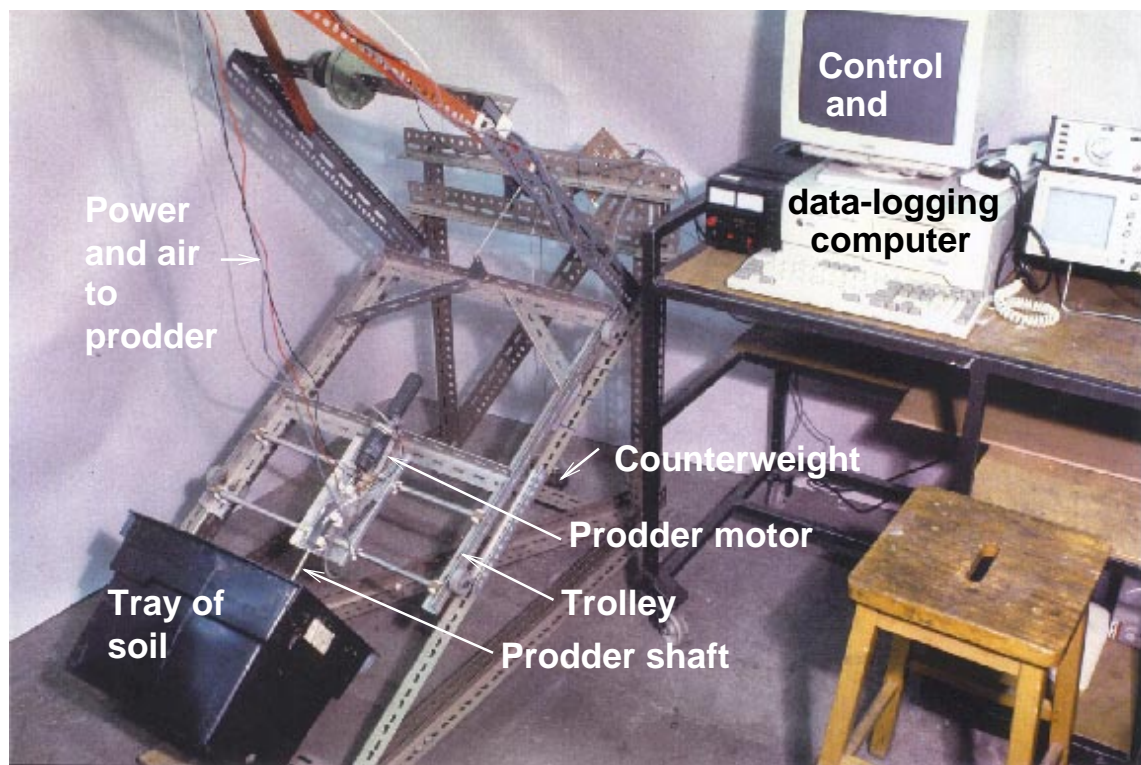 Control
and
data-logging
computer
Power
and air
to
prodder
Counterweight
Prodder motor
Trolley
Prodder shaft
Tray of
soil